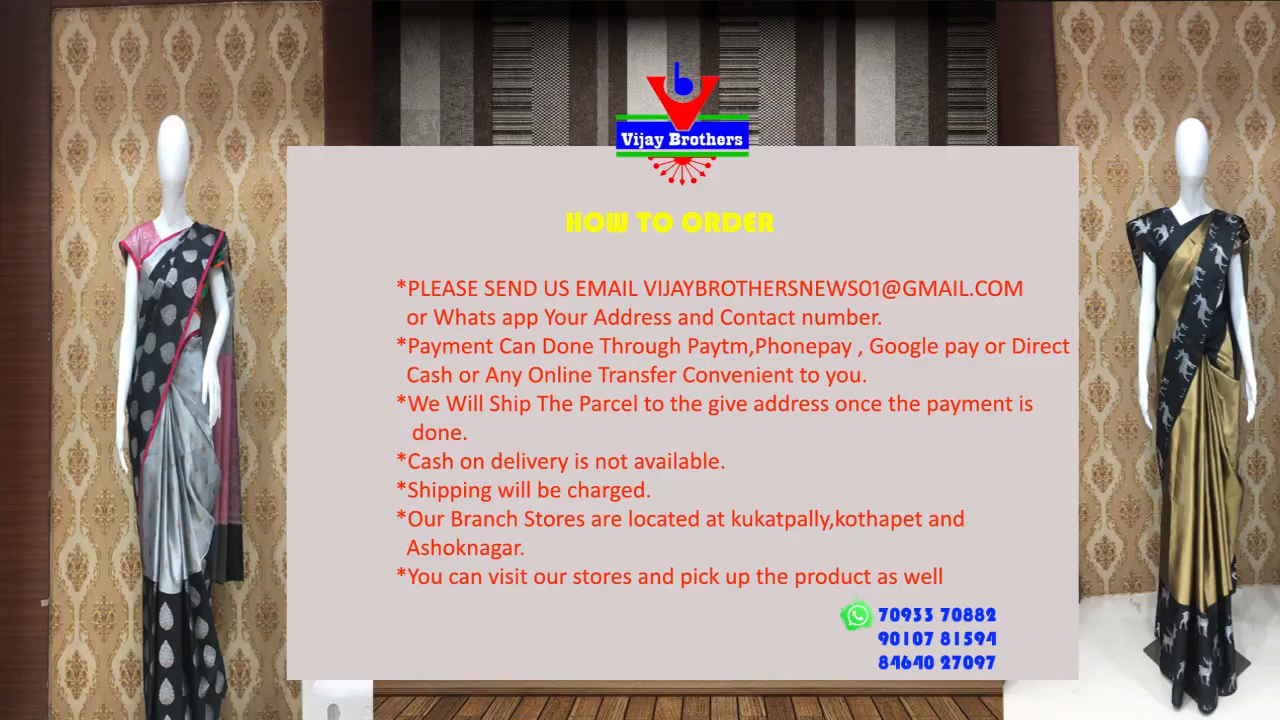 b
Vijay Brothers
HOW TO ORDER
*PLEASE SEND US EMAIL VIJAYBROTHERSNEWS01@GMAIL.COM
or Whats app Your Address and Contact number.
*Payment Can Done Through Paytm,Phonepay , Google pay or Direct
Cash or Any Online Transfer Convenient to you.
*We Will Ship The Parcel to the give address once the payment is
done.
*Cash on delivery is not available.
*Shipping will be charged.
*Our Branch Stores are located at kukatpally,kothapet and
Ashoknagar.
*You can visit our stores and pick up the product as well
70933 70882
90107 81594
84640 27097